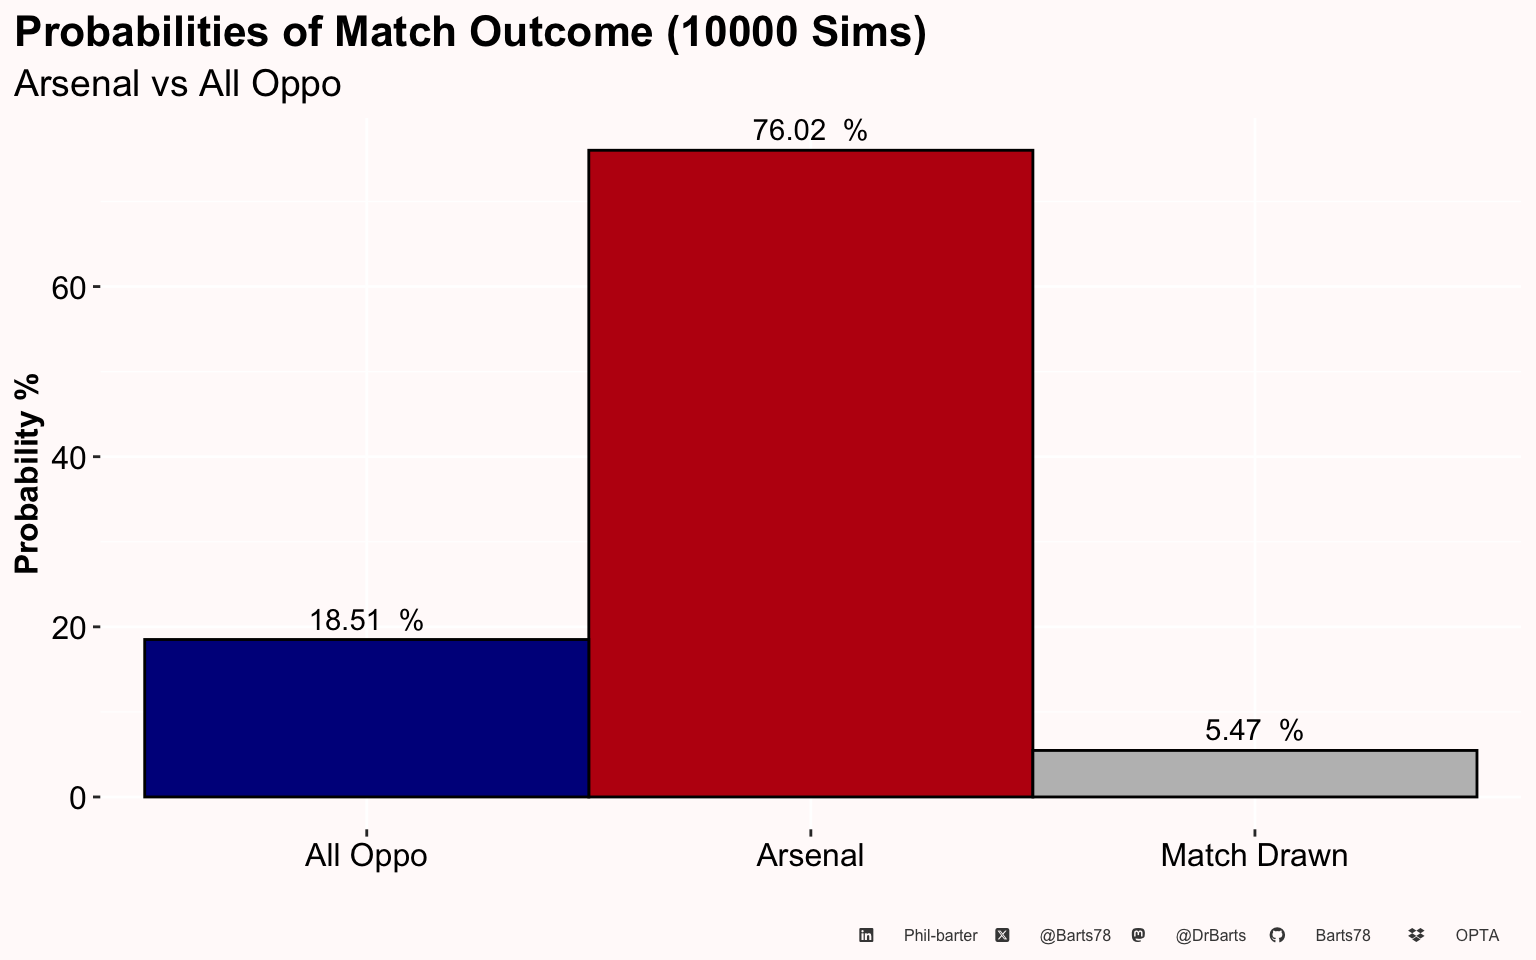 Probabilities of Match Outcome (10000 Sims)
Arsenal vs All Oppo
76.02 %
60
Probability %
40
18.51 %
20
5.47 %
0
All Oppo Arsenal Match Drawn
Phil-barter @Barts78 @DrBarts Barts78 OPTA